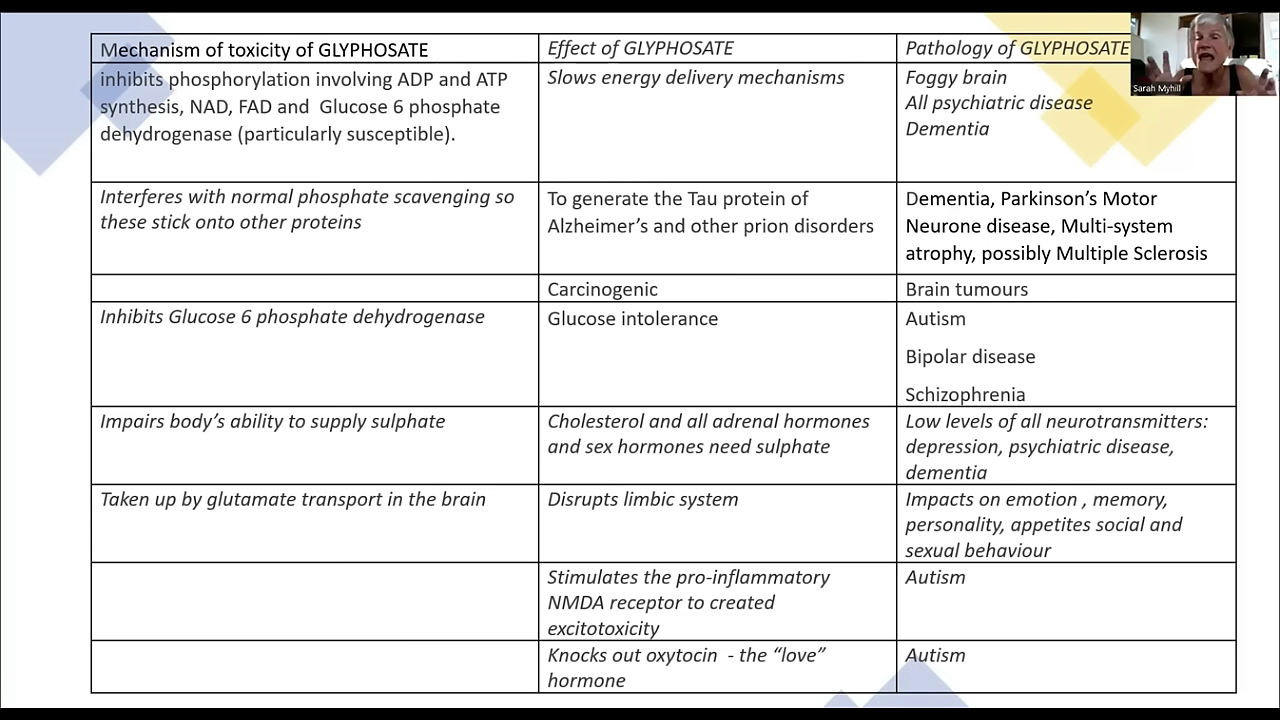 Mechanism of toxicity of GLYPHOSATE
Effect of GLYPHOSATE
Pathology of GLYPHOSATE
inhibits phosphorylation involving ADP and ATP
synthesis, NAD, FAD and Glucose 6 phosphate
dehydrogenase (particularly susceptible).
Slows energy delivery mechanisms
Foggy brain
All psychiatric disease
Dementia
Interferes with normal phosphate scavenging so
these stick onto other proteins
To generate the Tau protein of
Alzheimer's and other prion disorders
Dementia, Parkinson's Motor
Neurone disease, Multi-system
atrophy, possibly Multiple Sclerosis
Carcinogenic
Brain tumours
Inhibits Glucose 6 phosphate dehydrogenase
Glucose intolerance
Autism
Bipolar disease
Schizophrenia
Impairs body's ability to supply sulphate
Cholesterol and all adrenal hormones
and sex hormones need sulphate
Low levels of all neurotransmitters:
depression, psychiatric disease,
dementia
Taken up by glutamate transport in the brain
Disrupts limbic system
Impacts on emotion , memory,
personality, appetites social and
sexual behaviour
Stimulates the pro-inflammatory
NMDA receptor to created
excitotoxicity
Autism
Knocks out oxytocin - the “love”
hormone
Autism
Sarah Myhill